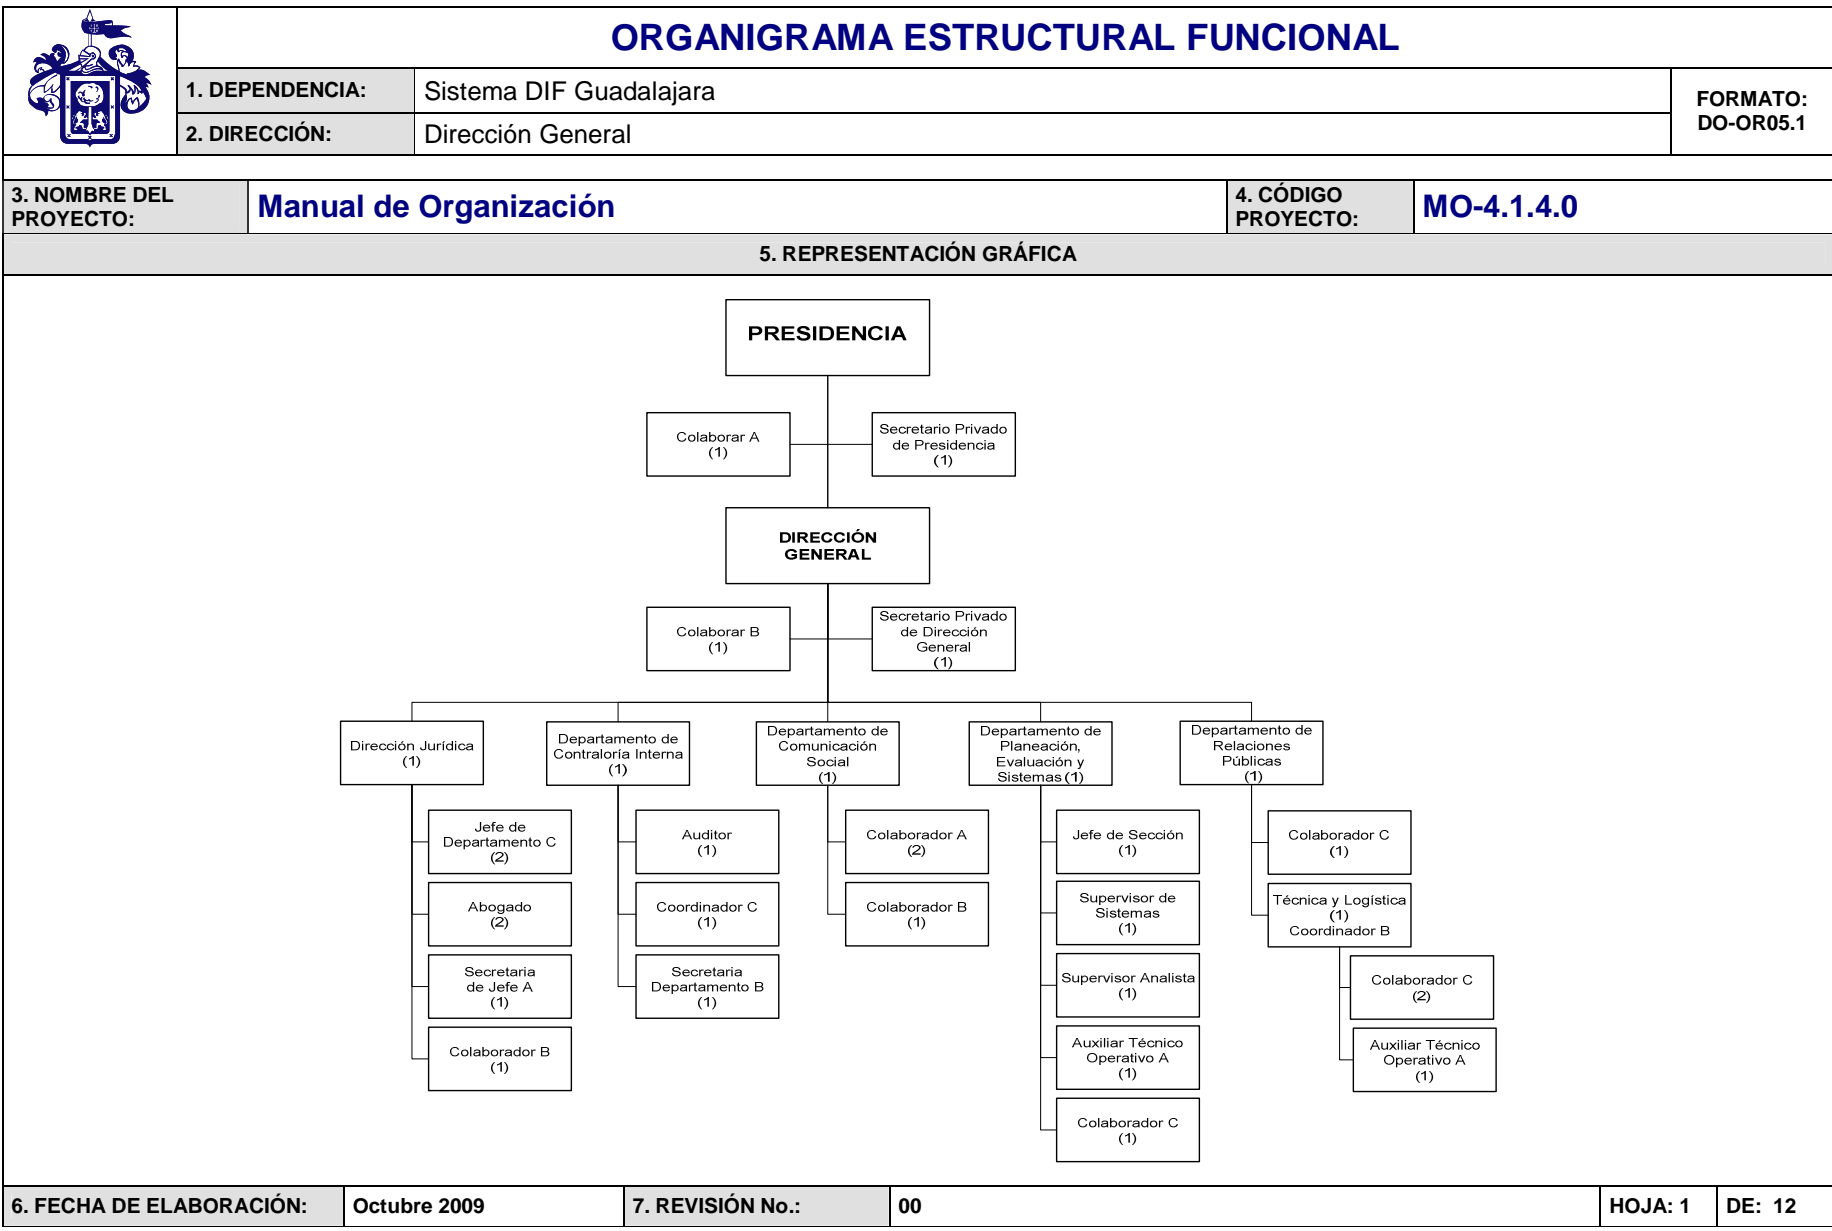 ORGANIGRAMA ESTRUCTURAL FUNCIONAL
1. DEPENDENCIA:
Sistema DIF Guadalajara
2. DIRECCIÓN:
Dirección General
FORMATO:
DO-OR05.1
3. NOMBRE DEL
PROYECTO:
Manual de Organización
4. CÓDIGO
PROYECTO:
MO-4.1.4.0
5. REPRESENTACIÓN GRÁFICA
PRESIDENCIA
Colaborar A
(1)
Secretario Privado
de Presidencia
(1)
DIRECCIÓN
GENERAL
Colaborar B
(1)
Secretario Privado
de Dirección
General
(1)
Dirección Jurídica
(1)
Departamento de
Contraloría Interna
(1)
Departamento de
Comunicación
Social
(1)
Departamento de
Planeación,
Evaluación y
Sistemas (1)
Departamento de
Relaciones
Públicas
(1)
Jefe de
Departamento C
(2)
Abogado
(2)
Secretaria
de Jefe A
(1)
Colaborador B
(1)
Auditor
(1)
Coordinador C
(1)
Secretaria
Departamento B
(1)
Colaborador A
(2)
Colaborador B
(1)
Jefe de Sección
(1)
Supervisor de
Sistemas
(1)
Supervisor Analista
(1)
Auxiliar Técnico
Operativo A
(1)
Colaborador C
(1)
Colaborador C
(1)
Técnica y Logística
(1)
Coordinador B
Colaborador C
(2)
Auxiliar Técnico
Operativo A
(1)
6. FECHA DE ELABORACIÓN:
Octubre 2009
7. REVISIÓN No.:
00
HOJA: 1
DE: 12